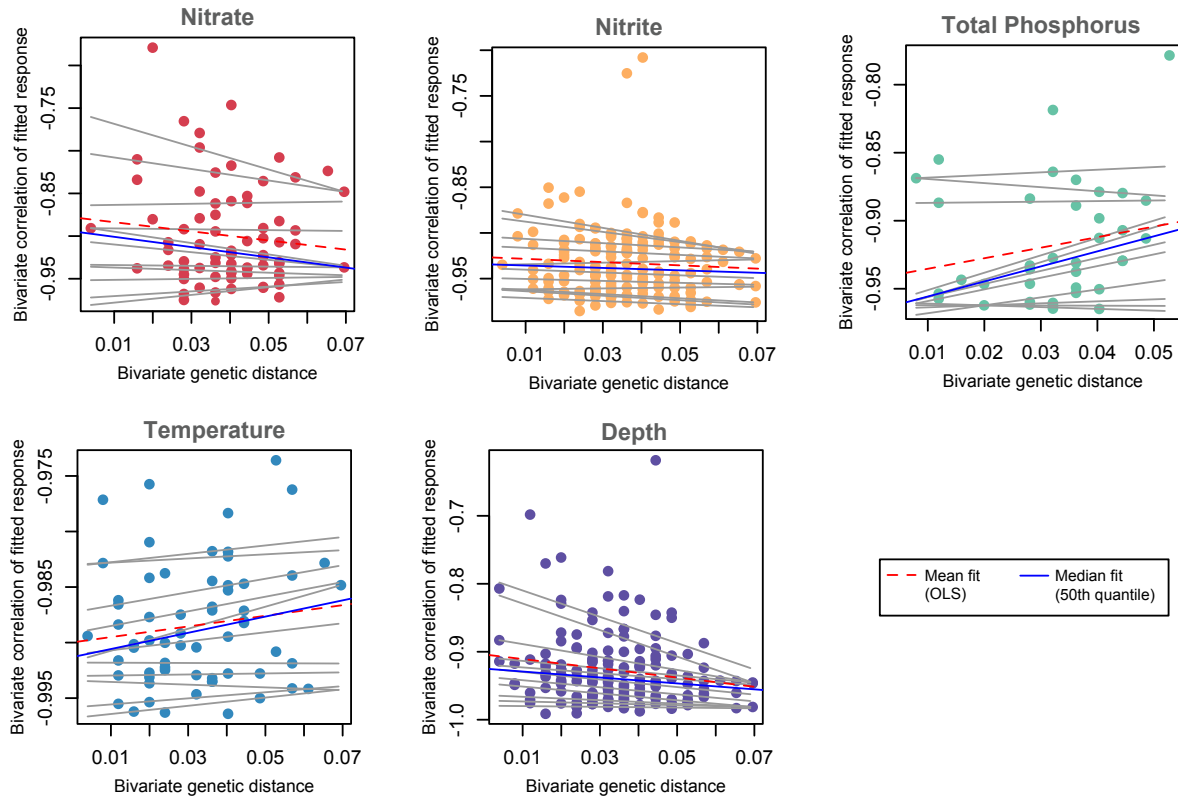 Nitrate
Bivariate correlation of fitted response
-0.75
-0.85
-0.95
0.01
0.03
0.05
0.07
Bivariate genetic distance
Nitrite
Bivariate correlation of fitted response
-0.75
-0.85
-0.95
0.01
0.03
0.05
0.07
Bivariate genetic distance
Total Phosphorus
Bivariate correlation of fitted response
-0.80
-0.85
-0.90
-0.95
0.01
0.02
0.03
0.04
0.05
Bivariate genetic distance
Temperature
Bivariate correlation of fitted response
-0.975
-0.985
-0.995
0.01
0.03
0.05
0.07
Bivariate genetic distance
Depth
Bivariate correlation of fitted response
-0.7
-0.8
-0.9
-1.0
0.01
0.03
0.05
0.07
Bivariate genetic distance
Mean fit
(OLS)
Median fit
(50th quantile)